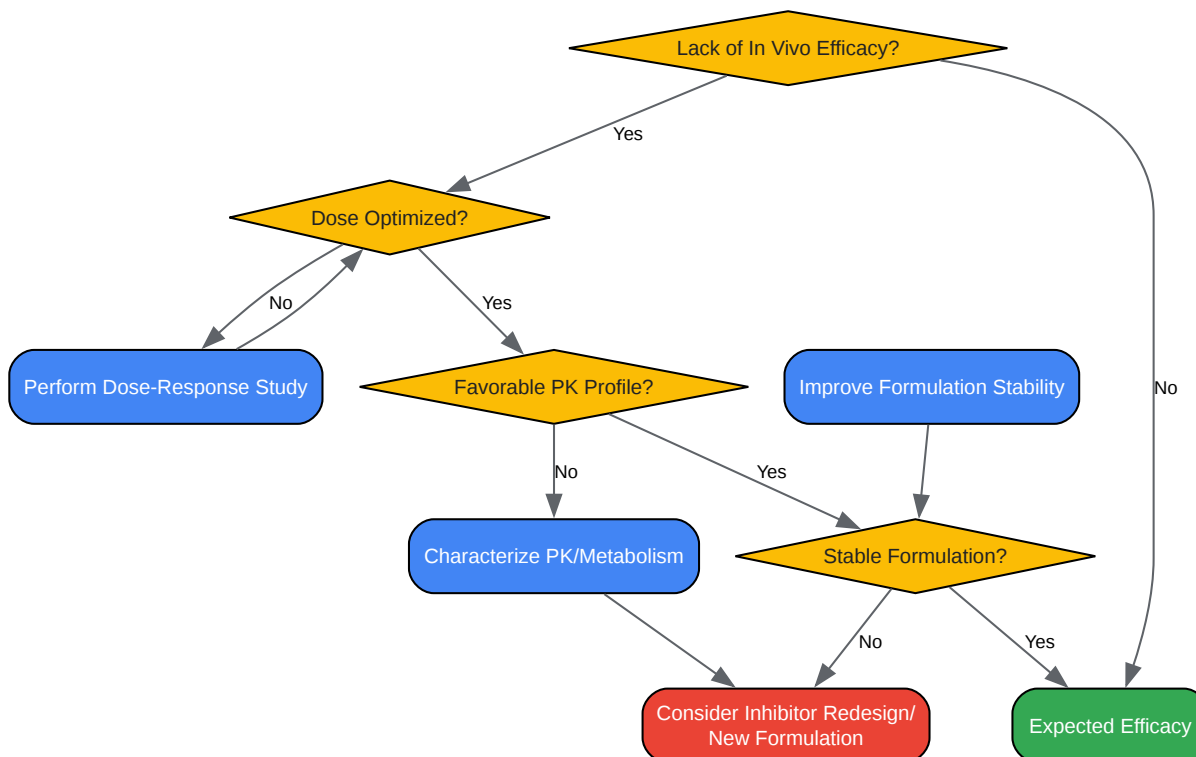 Lack of In Vivo Efficacy?
Yes
Dose Optimized?
No
Yes
Perform Dose-Response Study
Favorable PK Profile?
Improve Formulation Stability
No
No
Yes
Characterize PK/Metabolism
Stable Formulation?
No
Yes
Consider Inhibitor Redesign/
New Formulation
Expected Efficacy